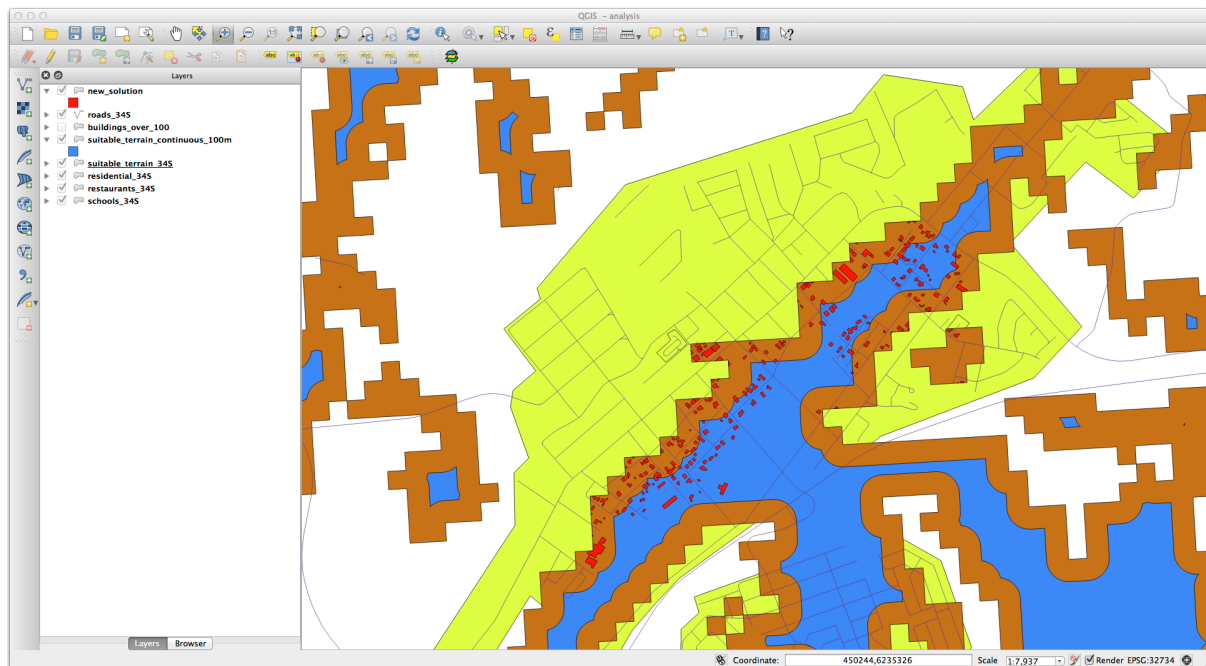 QGIS - analysis
Layers
new_solution
roads_34S
buildings_over_100
suitable_terrain_continuous_100m
suitable_terrain_34S
residential_34S
restaurants_34S
schools_34S
Layers Browser
Coordinate: 450244,6235326 Scale 1:7,937 Render EPSG:32734